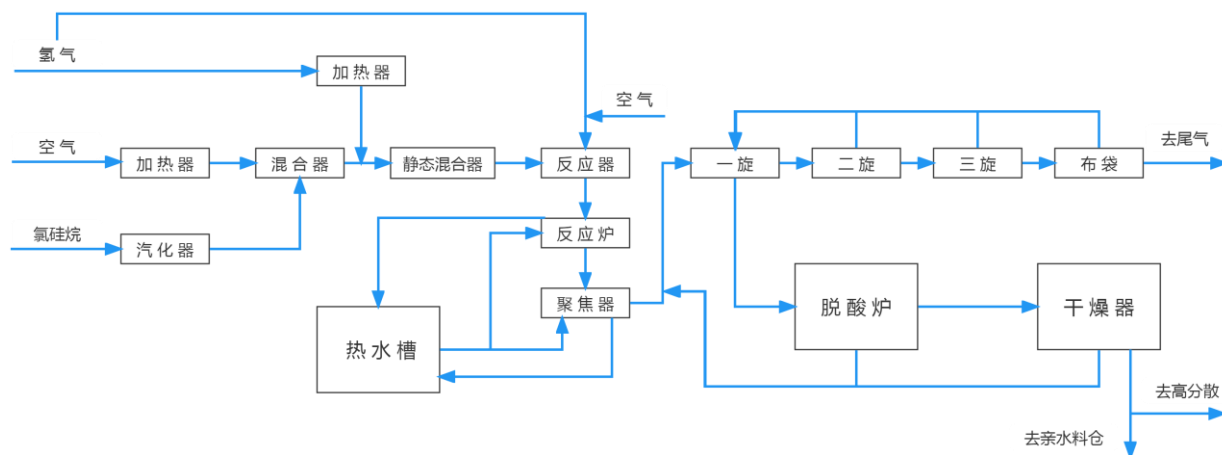 氢气
加热器
空气
空气
加热器
混合器
静态混合器
反应器
一旋
二旋
三旋
布袋
去尾气
氯硅烷
汽化器
反应炉
聚焦器
热水槽
脱酸炉
干燥器
去高分散
去亲水料仓